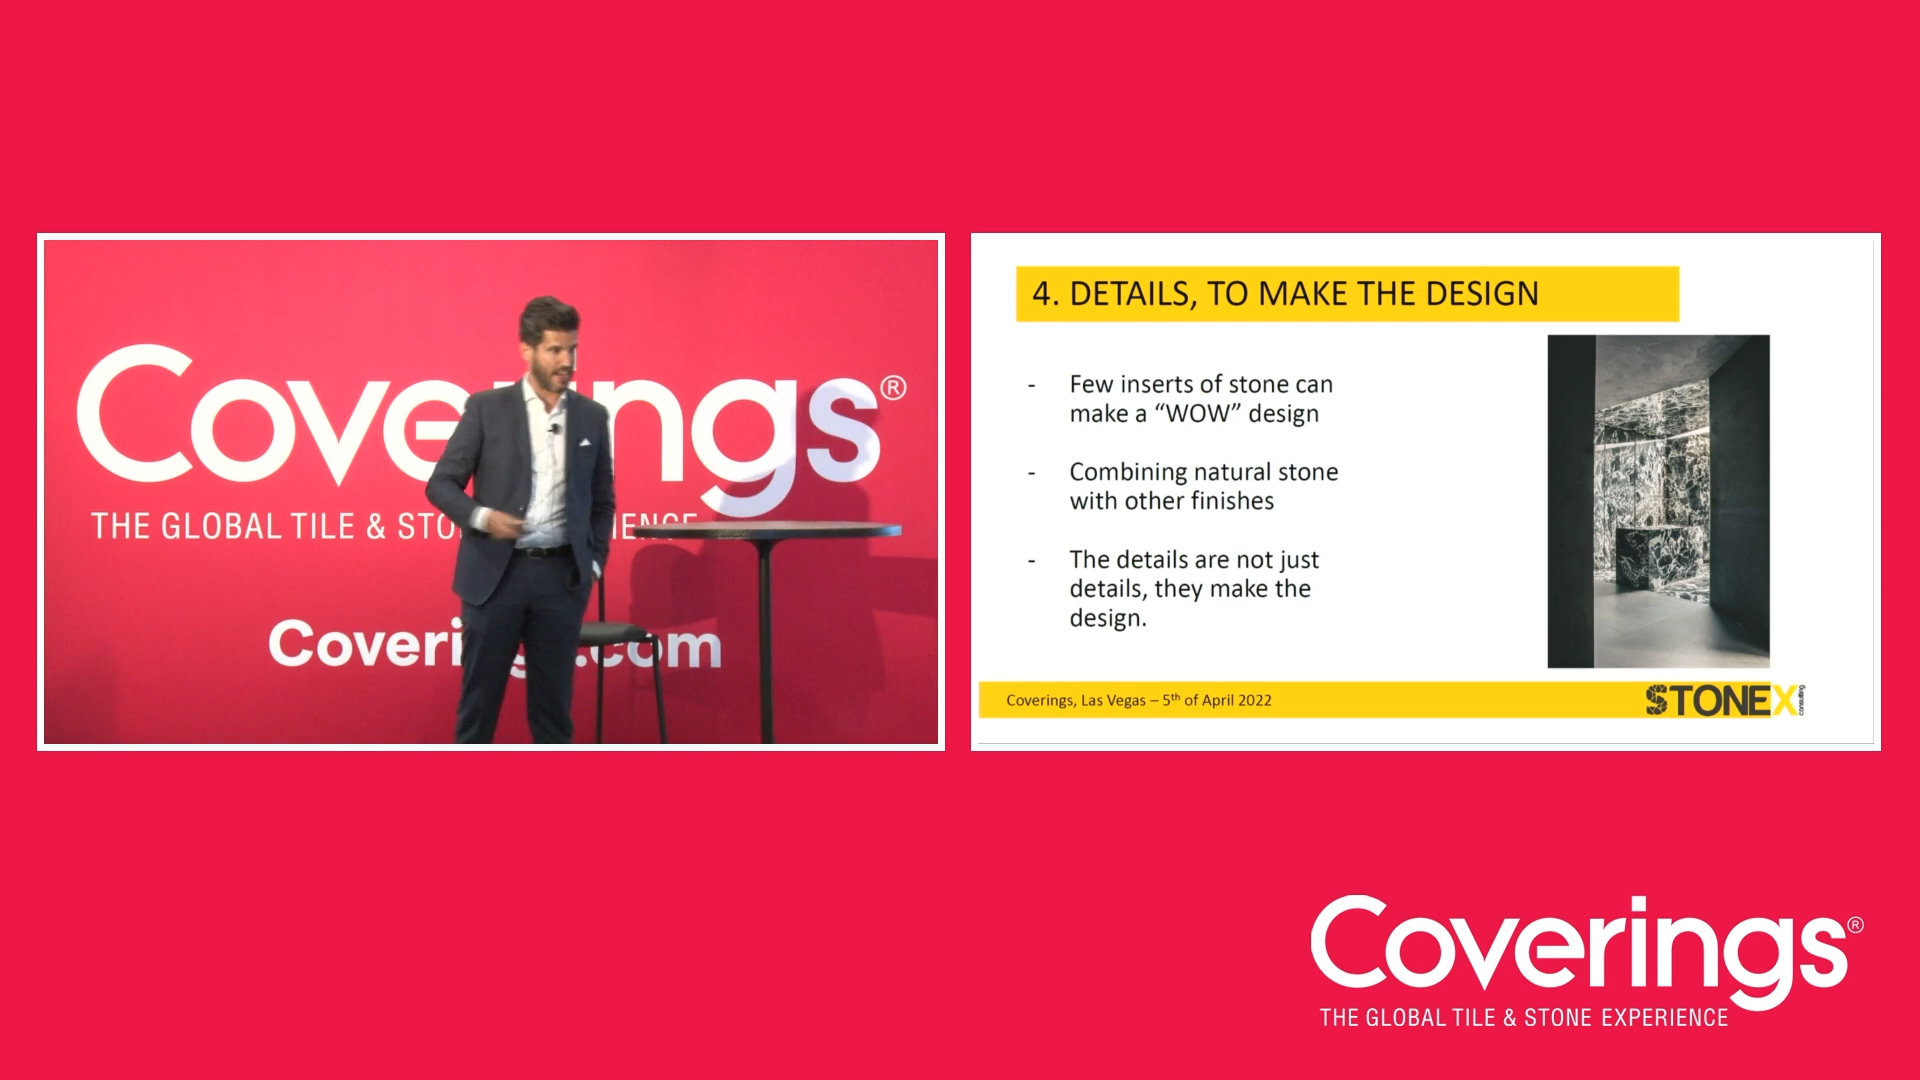 Coverings®
THE GLOBAL TILE & STO
Coveri .com
4. DETAILS, TO MAKE THE DESIGN
- Few inserts of stone can
make a “WOW” design
- Combining natural stone
with other finishes
- The details are not just
details, they make the
design.
Coverings, Las Vegas – 5th of April 2022
STONEX
consulting
Coverings®
THE GLOBAL TILE & STONE EXPERIENCE